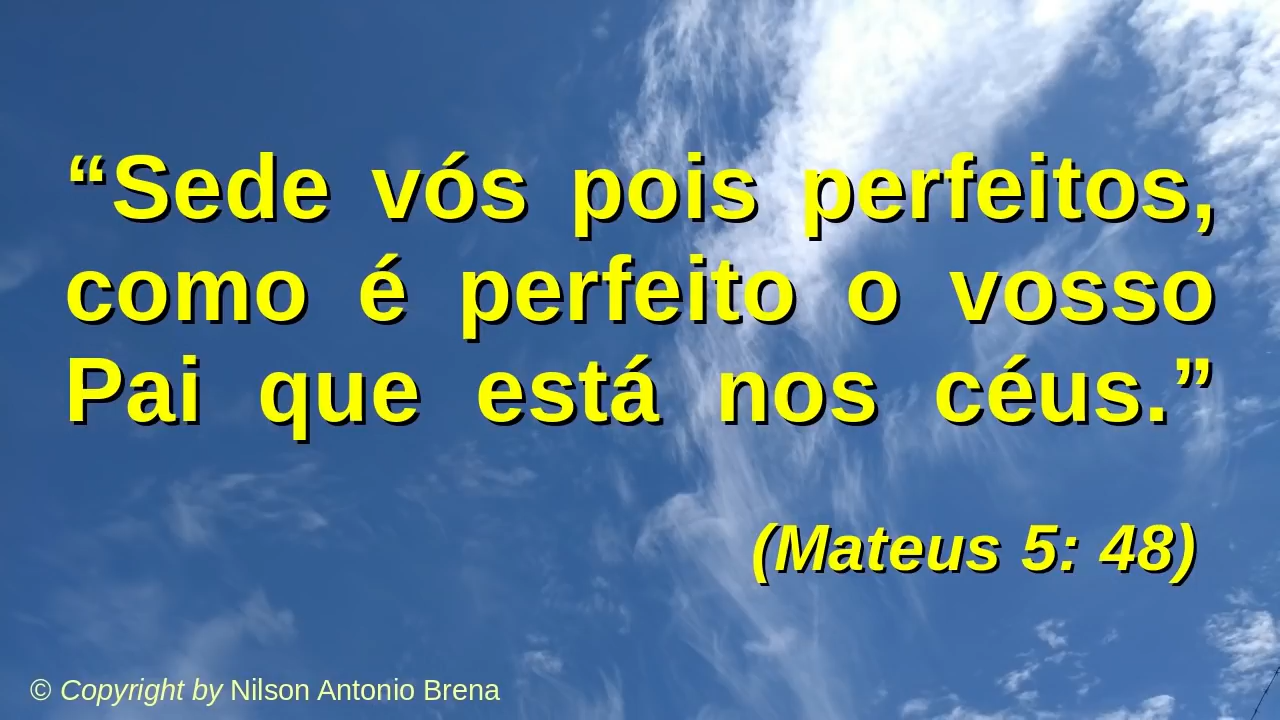 “Sede vós pois perfeitos,
como é perfeito o vosso
Pai que está nos céus.”
(Mateus 5: 48)
© Copyright by Nilson Antonio Brena